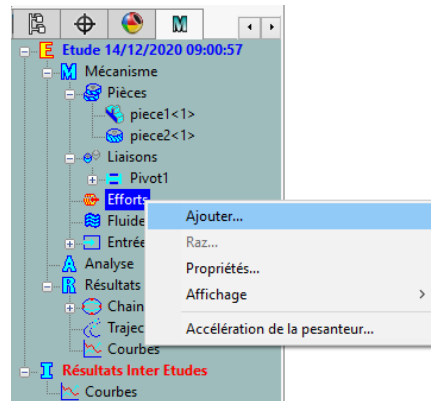 Etude 14/12/2020 09:00:57
Mécanisme
Pièces
piece1<1>
piece2<1>
Liaisons
Pivot1
Efforts
Ajouter...
Fluide
Raz...
Entrée
Propriétés...
Analyse
Affichage
Résultats
Chain
Accélération de la pesanteur...
Trajec
Courbes
Résultats Inter Etudes
Courbes